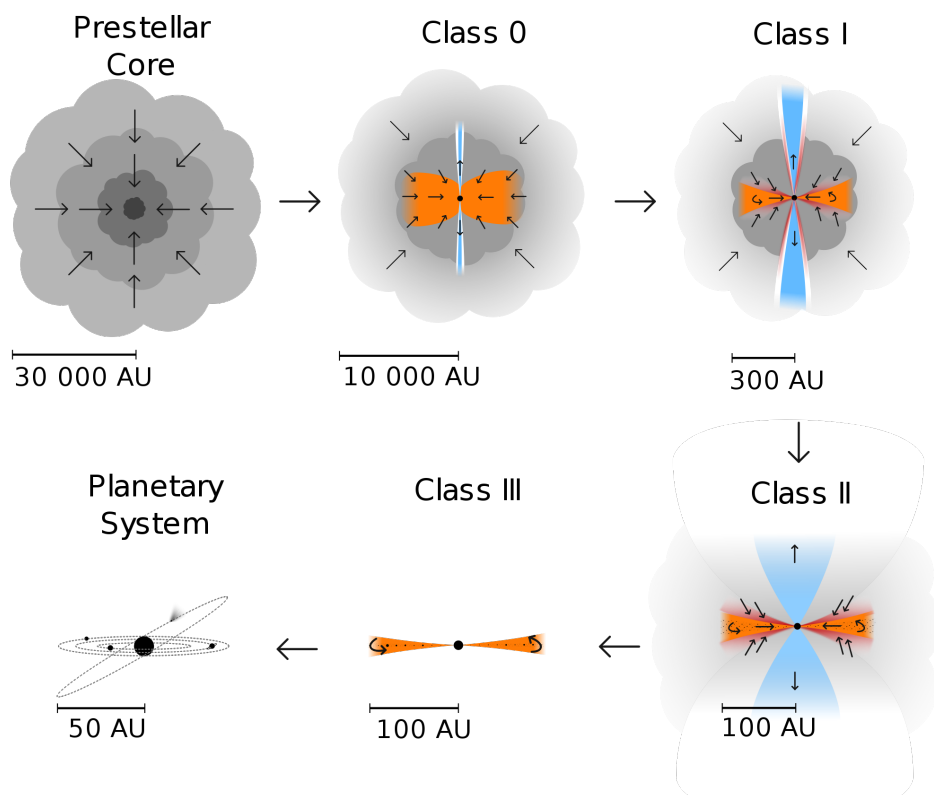 Prestellar
Core
Class 0
Class I
30 000 AU
10 000 AU
300 AU
Planetary
System
Class III
Class II
50 AU
100 AU
100 AU